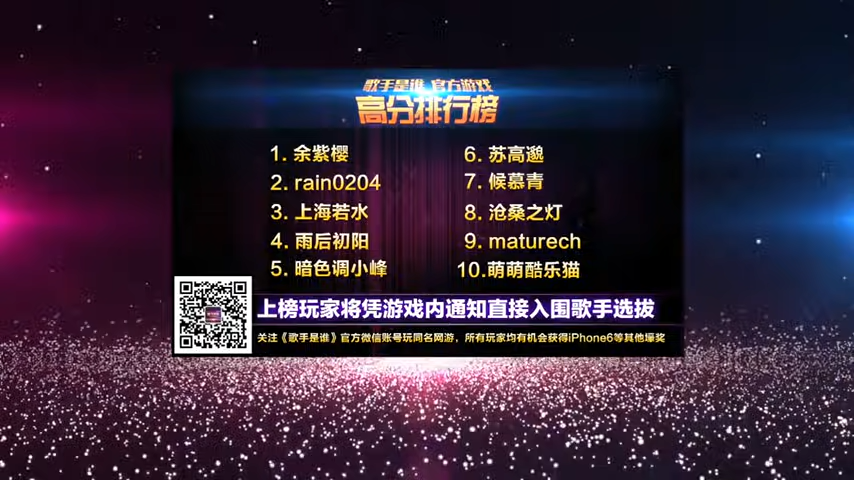 歌手是谁 官方游戏
高分排行榜
1. 余紫樱
2. rain0204
3. 上海若水
4. 雨后初阳
5. 暗色调小峰
6. 苏高邈
7. 候慕青
8. 沧桑之灯
9. maturech
10.萌萌酷乐猫
上榜玩家将凭游戏内通知直接入围歌手选拔
关注《歌手是谁》官方微信账号玩同名网游，所有玩家均有机会获得iPhone6等其他壕奖